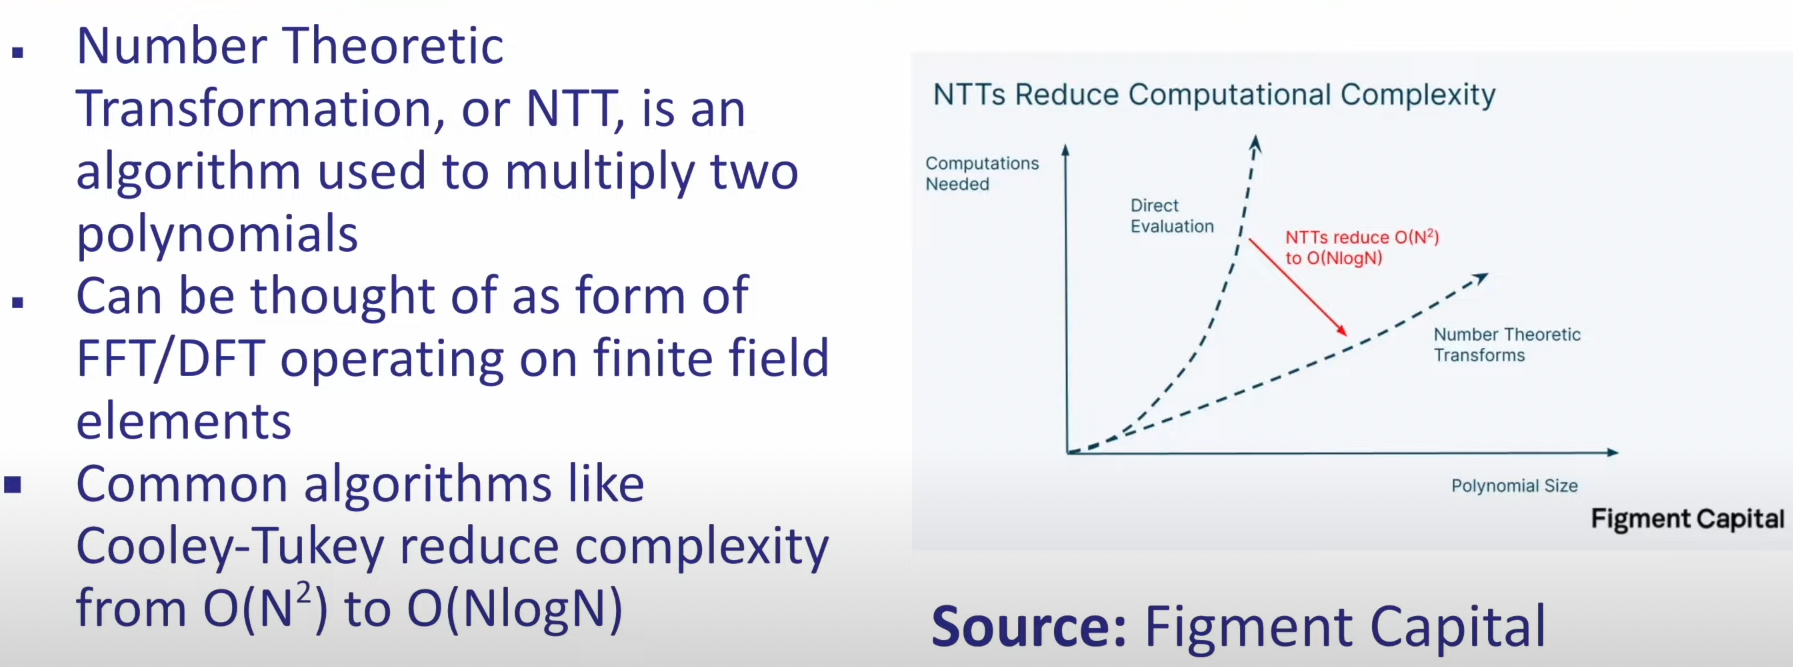 ▪ Number Theoretic
Transformation, or NTT, is an
algorithm used to multiply two
polynomials
▪ Can be thought of as form of
FFT/DFT operating on finite field
elements
▪ Common algorithms like
Cooley-Tukey reduce complexity
from O(N²) to O(NlogN)
NTTs Reduce Computational Complexity
Computations
Needed
Direct
Evaluation
NTTs reduce O(N²)
to O(NlogN)
Number Theoretic
Transforms
Polynomial Size
Figment Capital
Source: Figment Capital